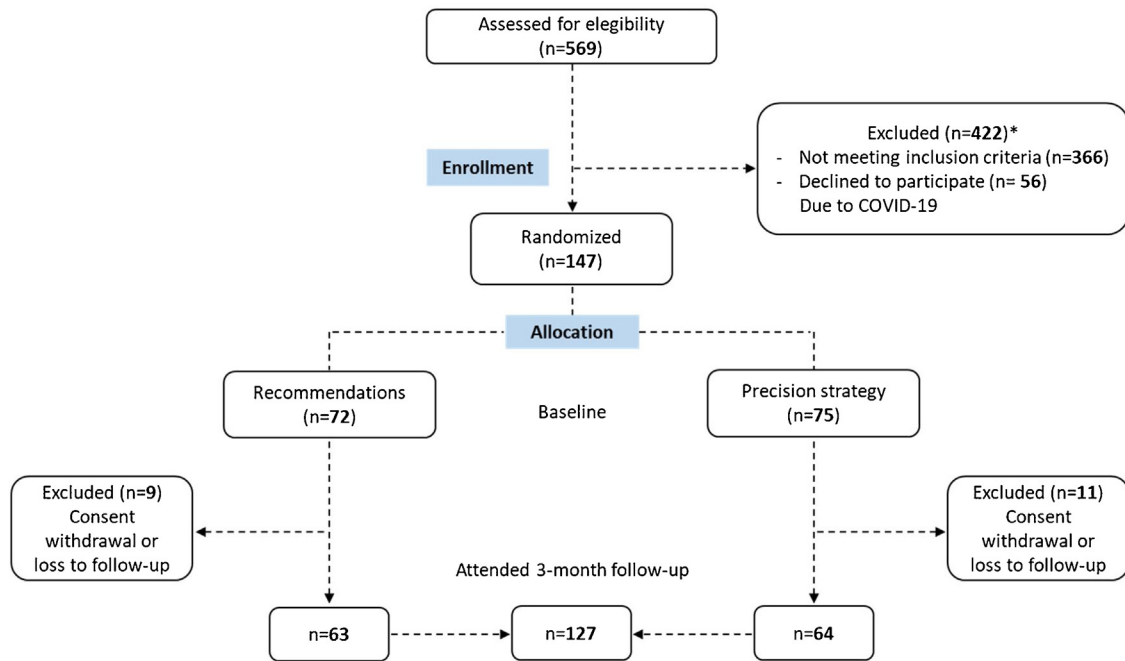 Assessed for elegibility
(n=569)
Excluded (n=422)*
- Not meeting inclusion criteria (n=366)
- Declined to participate (n= 56)
Due to COVID-19
Enrollment
Randomized
(n=147)
Allocation
Recommendations
(n=72)
Baseline
Precision strategy
(n=75)
Excluded (n=9)
Consent
withdrawal or
loss to follow-up
Excluded (n=11)
Consent
withdrawal or
loss to follow-up
Attended 3-month follow-up
n=63
n=127
n=64